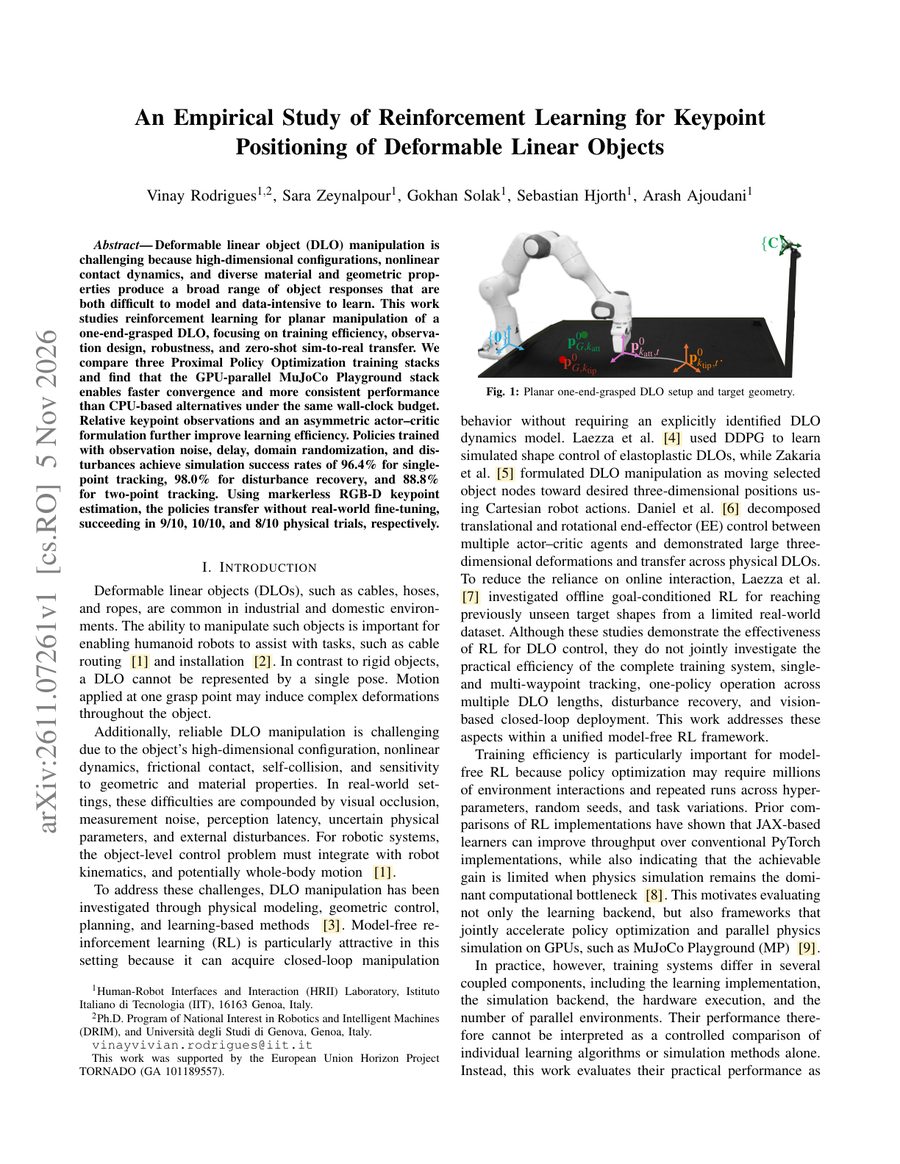 An Empirical Study of Reinforcement Learning for Keypoint
Positioning of Deformable Linear Objects
Vinay Rodrigues1,2, Sara Zeynalpour1, Gokhan Solak1, Sebastian Hjorth1, Arash Ajoudani1
Abstract—Deformable linear object (DLO) manipulation is
challenging because high-dimensional configurations, nonlinear
contact dynamics, and diverse material and geometric prop-
erties produce a broad range of object responses that are
both difficult to model and data-intensive to learn. This work
studies reinforcement learning for planar manipulation of a
one-end-grasped DLO, focusing on training efficiency, observa-
tion design, robustness, and zero-shot sim-to-real transfer. We
compare three Proximal Policy Optimization training stacks
and find that the GPU-parallel MuJoCo Playground stack
enables faster convergence and more consistent performance
than CPU-based alternatives under the same wall-clock budget.
Relative keypoint observations and an asymmetric actor–critic
formulation further improve learning efficiency. Policies trained
with observation noise, delay, domain randomization, and dis-
turbances achieve simulation success rates of 96.4% for single-
point tracking, 98.0% for disturbance recovery, and 88.8%
for two-point tracking. Using markerless RGB-D keypoint
estimation, the policies transfer without real-world fine-tuning,
succeeding in 9/10, 10/10, and 8/10 physical trials, respectively.
I. INTRODUCTION
Deformable linear objects (DLOs), such as cables, hoses,
and ropes, are common in industrial and domestic environ-
ments. The ability to manipulate such objects is important for
enabling humanoid robots to assist with tasks, such as cable
routing [1] and installation [2]. In contrast to rigid objects,
a DLO cannot be represented by a single pose. Motion
applied at one grasp point may induce complex deformations
throughout the object.
Additionally, reliable DLO manipulation is challenging
due to the object's high-dimensional configuration, nonlinear
dynamics, frictional contact, self-collision, and sensitivity
to geometric and material properties. In real-world set-
tings, these difficulties are compounded by visual occlusion,
measurement noise, perception latency, uncertain physical
parameters, and external disturbances. For robotic systems,
the object-level control problem must integrate with robot
kinematics, and potentially whole-body motion [1].
To address these challenges, DLO manipulation has been
investigated through physical modeling, geometric control,
planning, and learning-based methods [3]. Model-free re-
inforcement learning (RL) is particularly attractive in this
setting because it can acquire closed-loop manipulation
1Human-Robot Interfaces and Interaction (HRII) Laboratory, Istituto
Italiano di Tecnologia (IIT), 16163 Genoa, Italy.
2Ph.D. Program of National Interest in Robotics and Intelligent Machines
(DRIM), and Università degli Studi di Genova, Genoa, Italy.
vinayvivian.rodrigues@iit.it
This work was supported by the European Union Horizon Project
TORNADO (GA 101189557).
{C}
{0}
p0G,katt
p0G,ktip
p0katt,t
p0ktip,t
Fig. 1: Planar one-end-grasped DLO setup and target geometry.
behavior without requiring an explicitly identified DLO
dynamics model. Laezza et al. [4] used DDPG to learn
simulated shape control of elastoplastic DLOs, while Zakaria
et al. [5] formulated DLO manipulation as moving selected
object nodes toward desired three-dimensional positions us-
ing Cartesian robot actions. Daniel et al. [6] decomposed
translational and rotational end-effector (EE) control between
multiple actor–critic agents and demonstrated large three-
dimensional deformations and transfer across physical DLOs.
To reduce the reliance on online interaction, Laezza et al.
[7] investigated offline goal-conditioned RL for reaching
previously unseen target shapes from a limited real-world
dataset. Although these studies demonstrate the effectiveness
of RL for DLO control, they do not jointly investigate the
practical efficiency of the complete training system, single-
and multi-waypoint tracking, one-policy operation across
multiple DLO lengths, disturbance recovery, and vision-
based closed-loop deployment. This work addresses these
aspects within a unified model-free RL framework.
Training efficiency is particularly important for model-
free RL because policy optimization may require millions
of environment interactions and repeated runs across hyper-
parameters, random seeds, and task variations. Prior com-
parisons of RL implementations have shown that JAX-based
learners can improve throughput over conventional PyTorch
implementations, while also indicating that the achievable
gain is limited when physics simulation remains the domi-
nant computational bottleneck [8]. This motivates evaluating
not only the learning backend, but also frameworks that
jointly accelerate policy optimization and parallel physics
simulation on GPUs, such as MuJoCo Playground (MP) [9].
In practice, however, training systems differ in several
coupled components, including the learning implementation,
the simulation backend, the hardware execution, and the
number of parallel environments. Their performance there-
fore cannot be interpreted as a controlled comparison of
individual learning algorithms or simulation methods alone.
Instead, this work evaluates their practical performance as
arXiv:2611.07261v1 [cs.RO] 5 Nov 2026